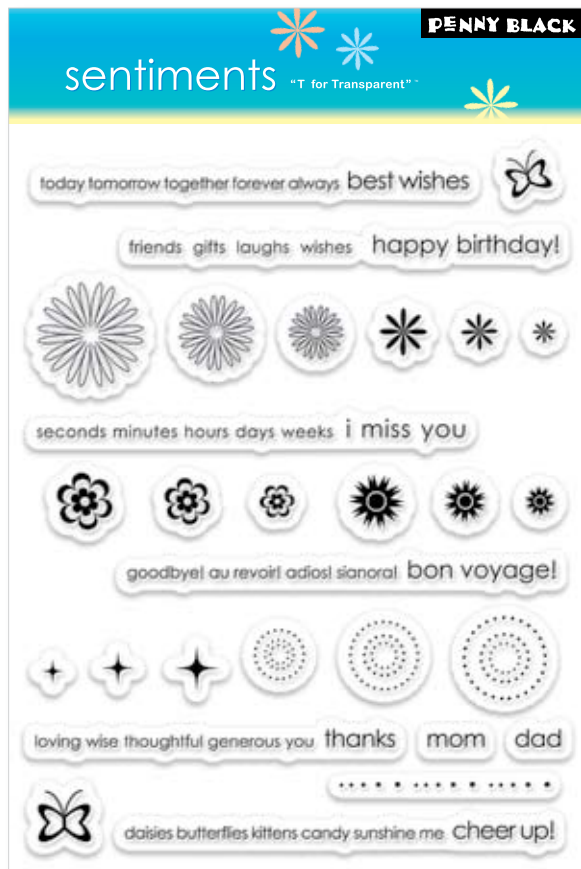 PENNY BLACK
sentiments "T for Transparent"™
today tomorrow together forever always best wishes
friends gifts laughs wishes happy birthday!
seconds minutes hours days weeks i miss you
goodbye! au revoir! adios! sianora! bon voyage!
loving wise thoughtful generous you thanks mom dad
daisies butterflies kittens candy sunshine me cheer up!